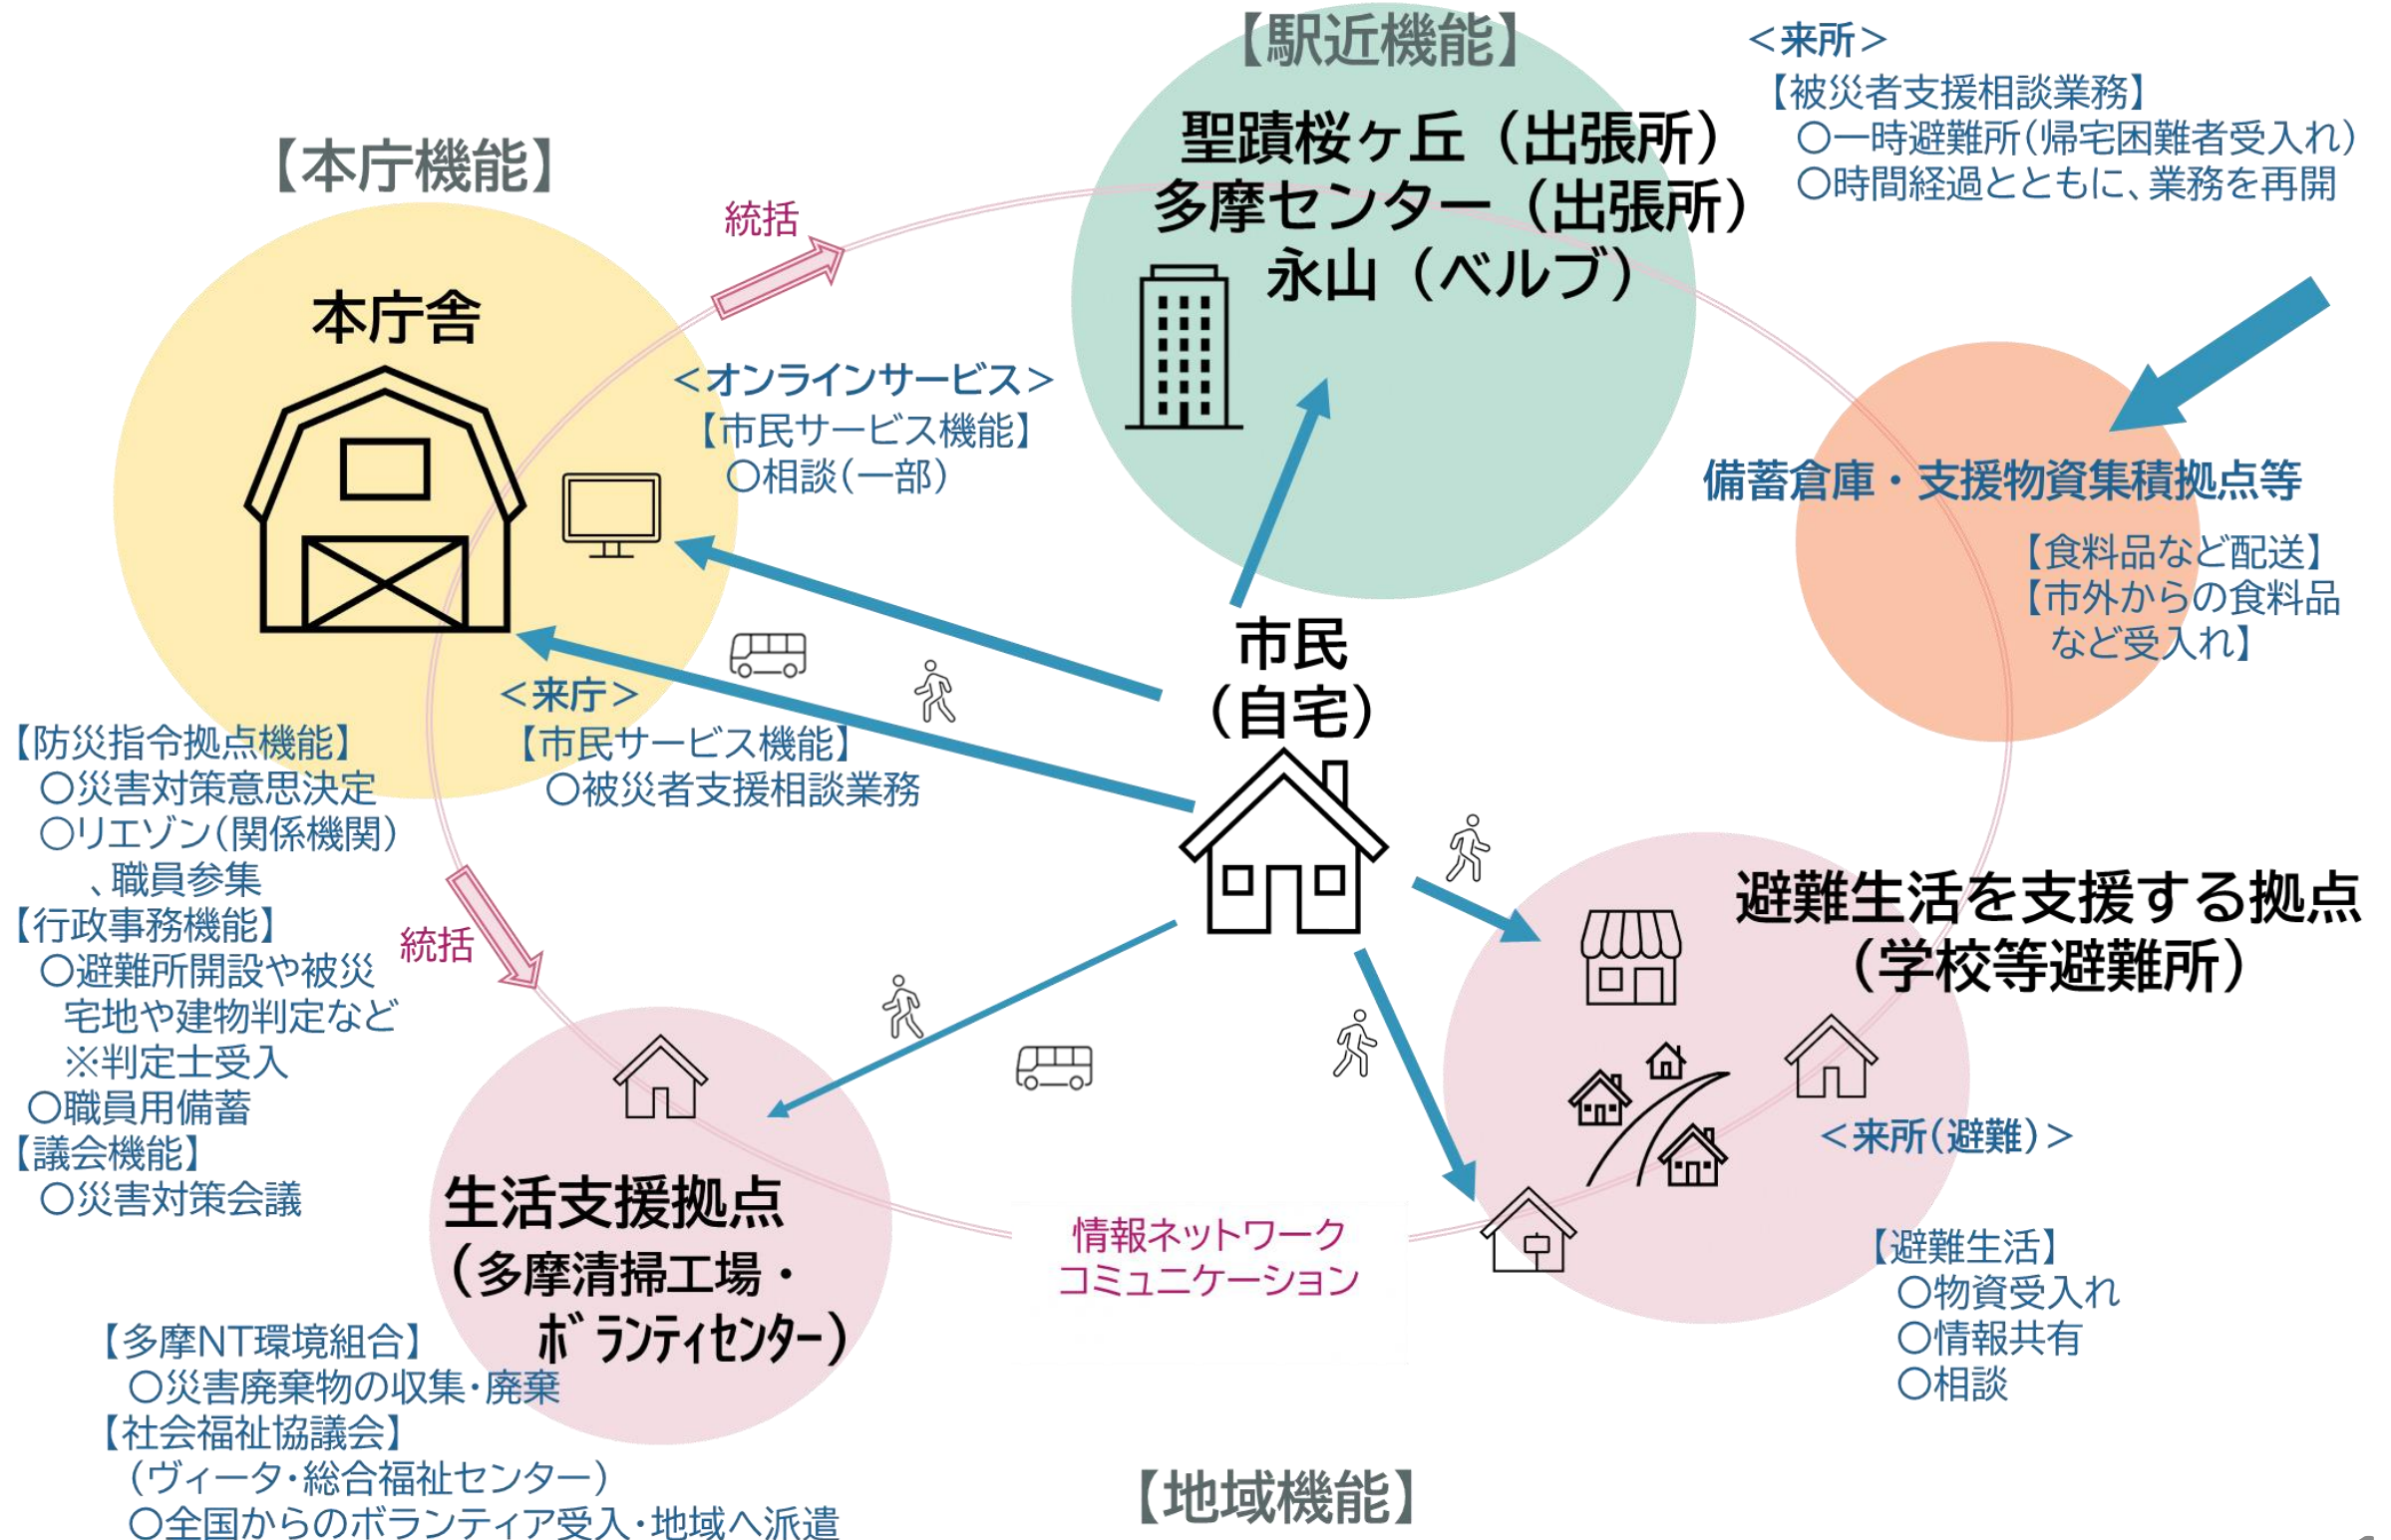 【駅近機能】
聖蹟桜ヶ丘（出張所）
多摩センター（出張所）
永山（ベルブ）
＜来所＞
【被災者支援相談業務】
○一時避難所（帰宅困難者受入れ）
○時間経過とともに、業務を再開
【本庁機能】
本庁舎
統括
＜オンラインサービス＞
【市民サービス機能】
○相談（一部）
備蓄倉庫・支援物資集積拠点等
【食料品など配送】
【市外からの食料品
など受入れ】
市民
（自宅）
＜来庁＞
【市民サービス機能】
○被災者支援相談業務
【防災指令拠点機能】
○災害対策意思決定
○リエゾン（関係機関）
、職員参集
【行政事務機能】
○避難所開設や被災
宅地や建物判定など
※判定士受入
○職員用備蓄
【議会機能】
○災害対策会議
統括
避難生活を支援する拠点
（学校等避難所）
＜来所（避難）＞
【避難生活】
○物資受入れ
○情報共有
○相談
生活支援拠点
（多摩清掃工場・
ボランティセンター）
情報ネットワーク
コミュニケーション
【多摩NT環境組合】
○災害廃棄物の収集・廃棄
【社会福祉協議会】
（ヴィータ・総合福祉センター）
○全国からのボランティア受入・地域へ派遣
【地域機能】